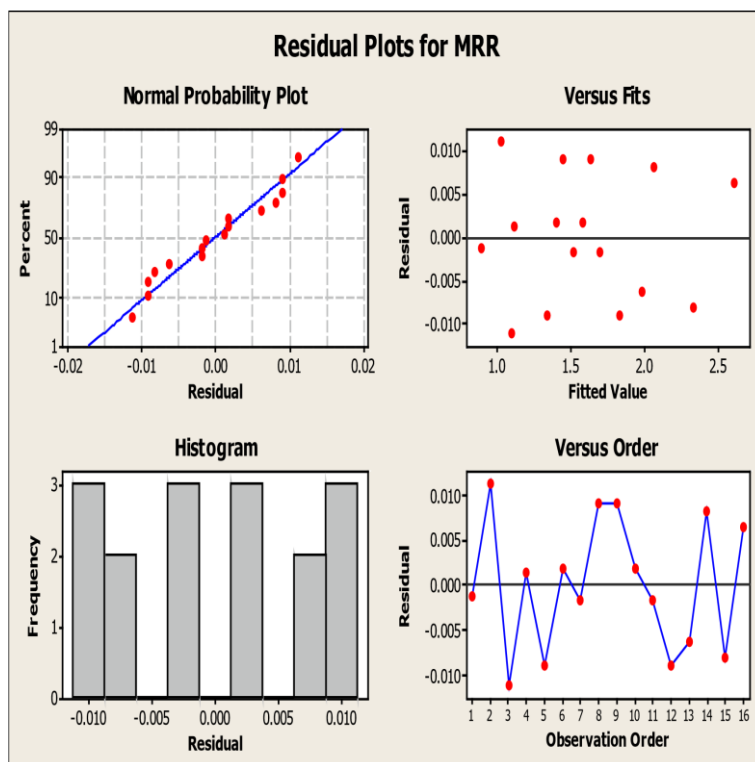 Residual Plots for MRR
Normal Probability Plot
99
90
50
10
1
Percent
-0.02 -0.01 0.00 0.01 0.02
Residual
Versus Fits
0.010
0.005
0.000
-0.005
-0.010
Residual
1.0 1.5 2.0 2.5
Fitted Value
Histogram
3
2
1
0
Frequency
-0.010 -0.005 0.000 0.005 0.010
Residual
Versus Order
0.010
0.005
0.000
-0.005
-0.010
Residual
1 2 3 4 5 6 7 8 9 10 11 12 13 14 15 16
Observation Order